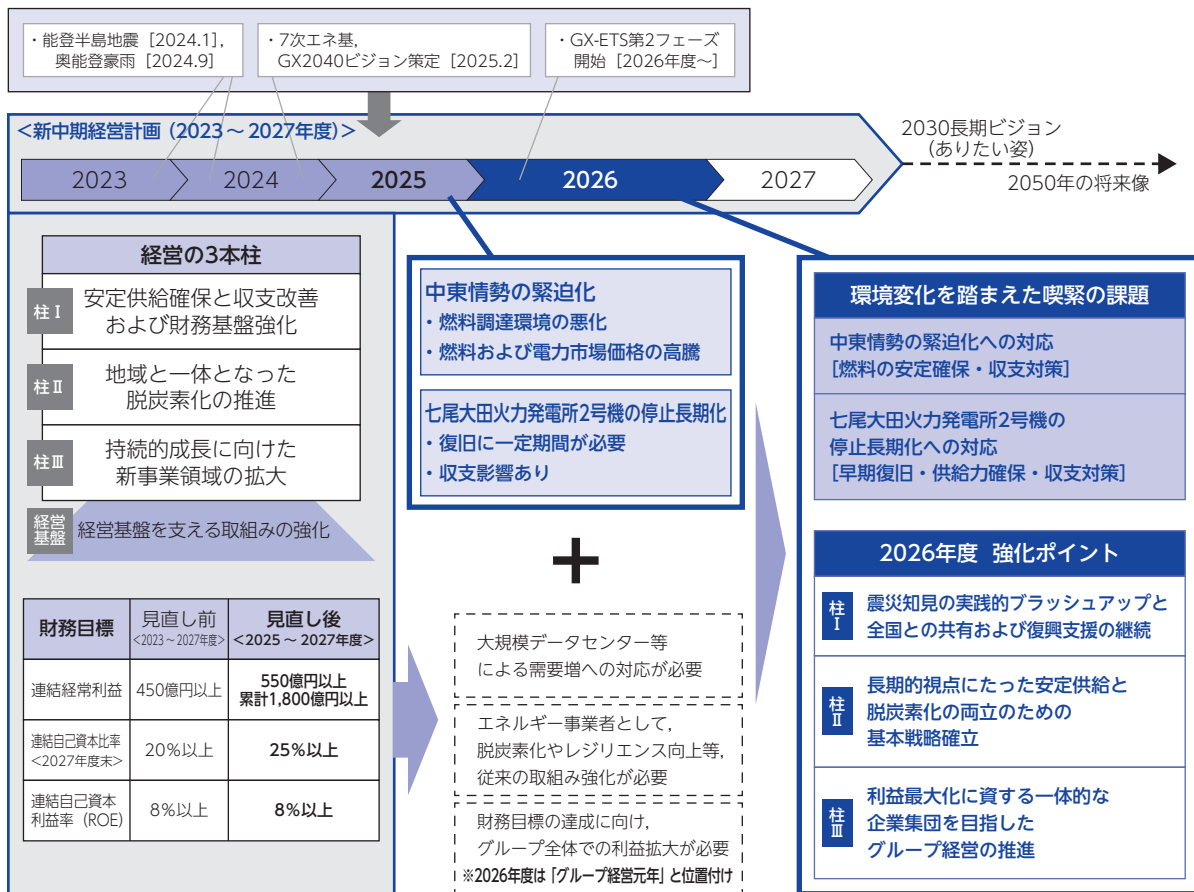 ・能登半島地震［2024.1］，
奥能登豪雨［2024.9］
・7次エネ基，
GX2040ビジョン策定［2025.2］
・GX-ETS第2フェーズ
開始［2026年度～］
＜新中期経営計画（2023～2027年度）＞
2023
2024
2025
2026
2027
2030長期ビジョン
（ありたい姿）
2050年の将来像
経営の3本柱
柱Ⅰ
安定供給確保と収支改善
および財務基盤強化
柱Ⅱ
地域と一体となった
脱炭素化の推進
柱Ⅲ
持続的成長に向けた
新事業領域の拡大
経営
基盤
経営基盤を支える取組みの強化
財務目標
見直し前
＜2023～2027年度＞
見直し後
＜2025～2027年度＞
連結経常利益
450億円以上
550億円以上
累計1,800億円以上
連結自己資本比率
＜2027年度末＞
20%以上
25%以上
連結自己資本
利益率（ROE）
8%以上
8%以上
中東情勢の緊迫化
・燃料調達環境の悪化
・燃料および電力市場価格の高騰
七尾大田火力発電所2号機の停止長期化
・復旧に一定期間が必要
・収支影響あり
＋
大規模データセンター等
による需要増への対応が必要
エネルギー事業者として，
脱炭素化やレジリエンス向上等，
従来の取組み強化が必要
財務目標の達成に向け，
グループ全体での利益拡大が必要
※2026年度は「グループ経営元年」と位置付け
環境変化を踏まえた喫緊の課題
中東情勢の緊迫化への対応
［燃料の安定確保・収支対策］
七尾大田火力発電所2号機の
停止長期化への対応
［早期復旧・供給力確保・収支対策］
2026年度 強化ポイント
柱Ⅰ
震災知見の実践的ブラッシュアップと
全国との共有および復興支援の継続
柱Ⅱ
長期的視点にたった安定供給と
脱炭素化の両立のための
基本戦略確立
柱Ⅲ
利益最大化に資する一体的な
企業集団を目指した
グループ経営の推進